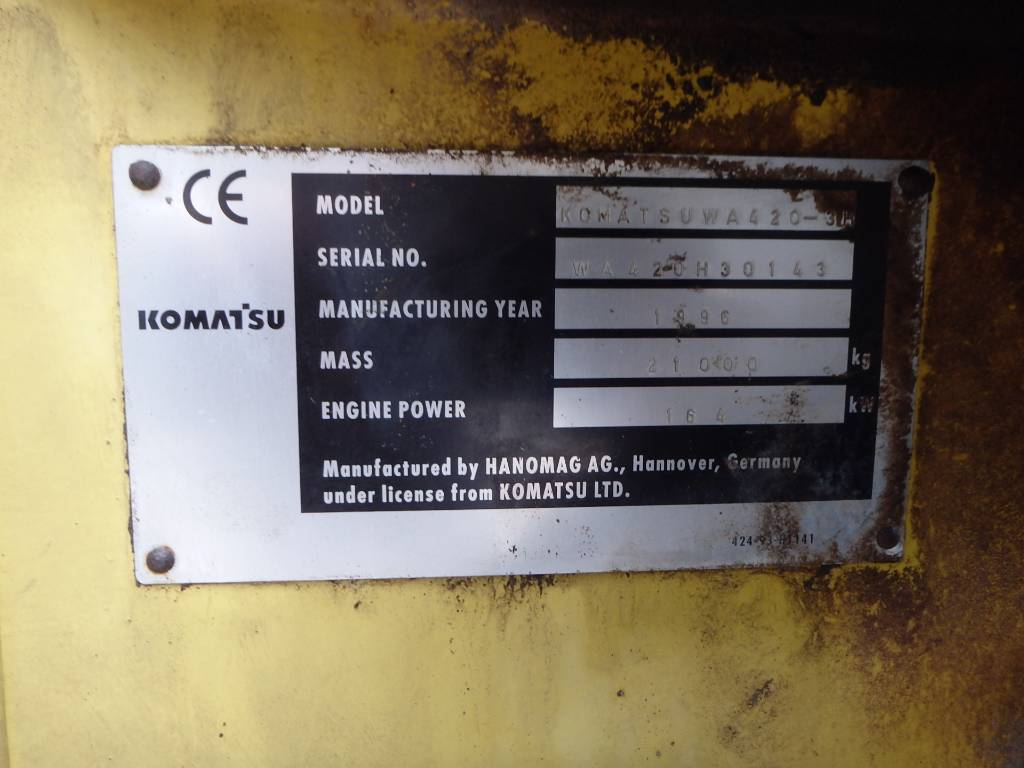 CE
KOMATSU
MODEL KOMATSUWA420-3H
SERIAL NO. WA420H30143
MANUFACTURING YEAR 1996
MASS 21000 kg
ENGINE POWER 164 kW
Manufactured by HANOMAG AG., Hannover, Germany
under license from KOMATSU LTD.